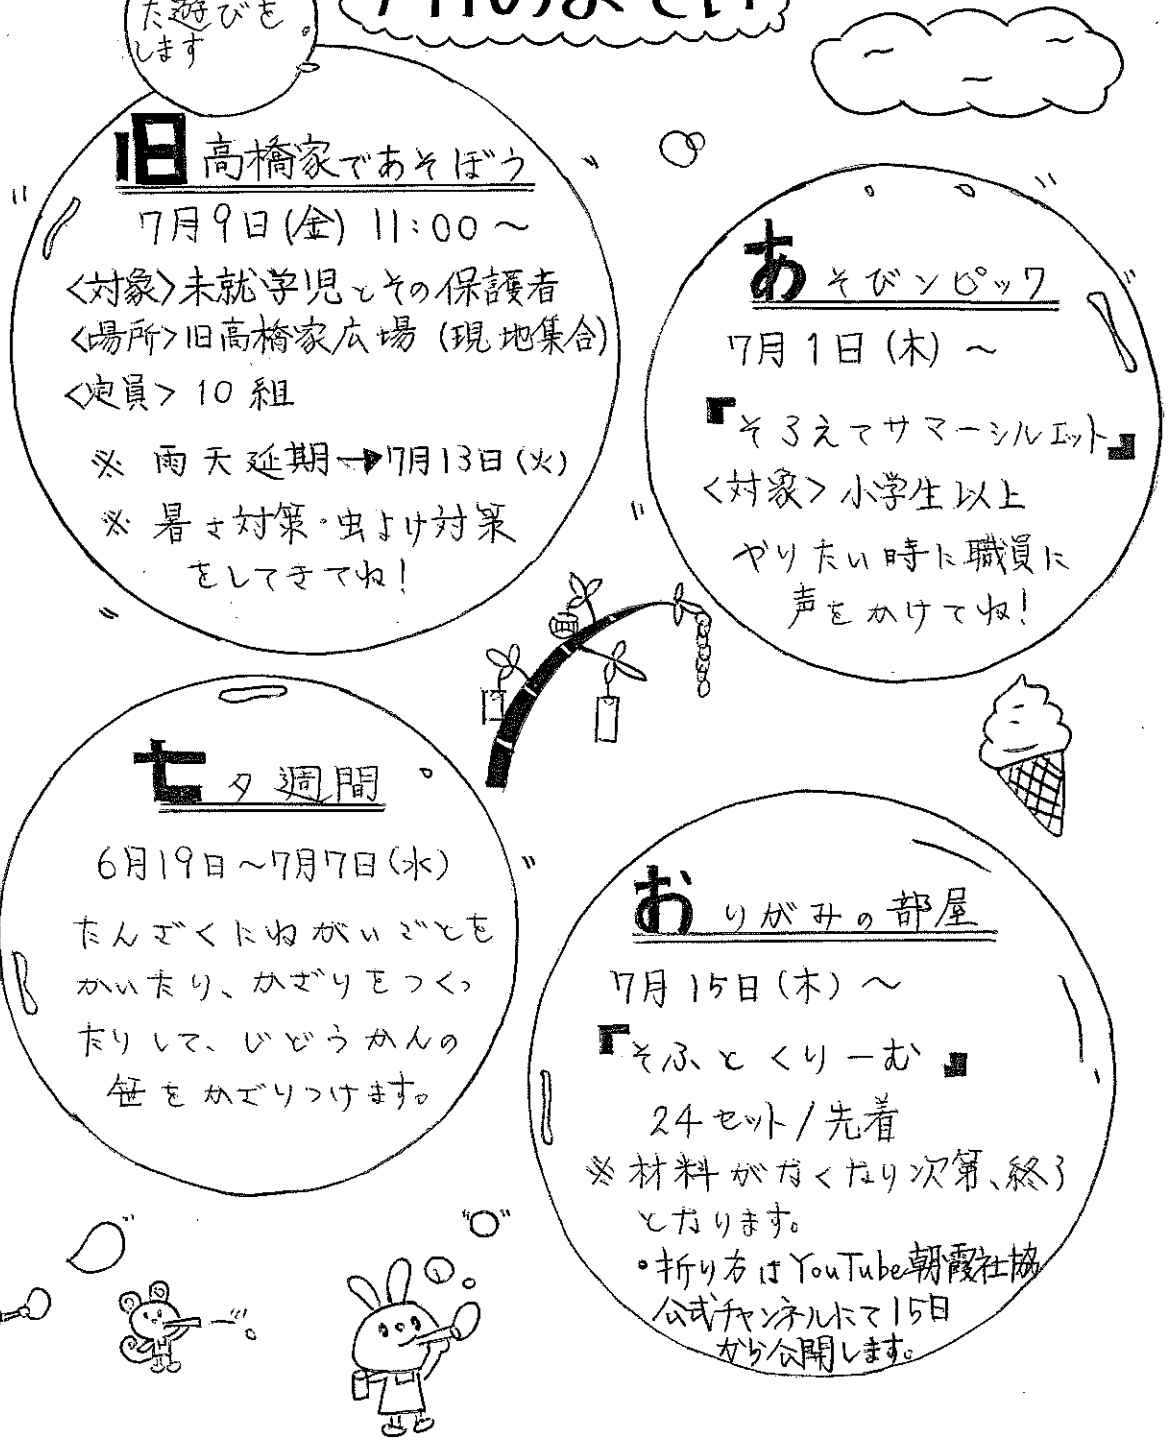 た遊びを
します
旧高橋家であそぼう
7月9日(金) 11:00~
<対象>未就学児とその保護者
<場所>旧高橋家広場(現地集合)
<定員>10組
※ 雨天延期→7月13日(火)
※ 暑さ対策・虫よけ対策
をしてきてね!
あそびンピック
7月1日(木)~
『そろえてサマーシルエット』
<対象>小学生以上
やりたい時に職員に
声をかけてね!
七夕週間
6月19日~7月7日(水)
たんざくにねがいごとを
かいたり、かざりをつくっ
たりして、じどうかんの
笹をかざりつけます。
おりがみの部屋
7月15日(木)~
『そふとくりーむ』
24セット/先着
※材料がなくなり次第、終了
となります。
・折り方はYouTube朝霞社協
公式チャンネルにて15日
から公開します。